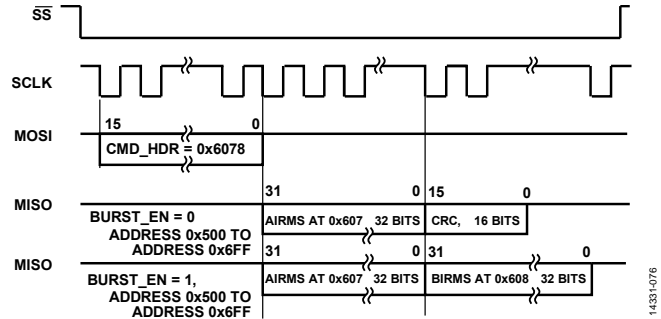 SS
SCLK
MOSI
15 0
CMD_HDR = 0x6078
MISO
31 0 15 0
BURST_EN = 0
ADDRESS 0x500 TO
ADDRESS 0x6FF
AIRMS AT 0x607 32 BITS CRC, 16 BITS
MISO
31 0 31 0
BURST_EN = 1,
ADDRESS 0x500 TO
ADDRESS 0x6FF
AIRMS AT 0x607 32 BITS BIRMS AT 0x608 32 BITS
14331-076